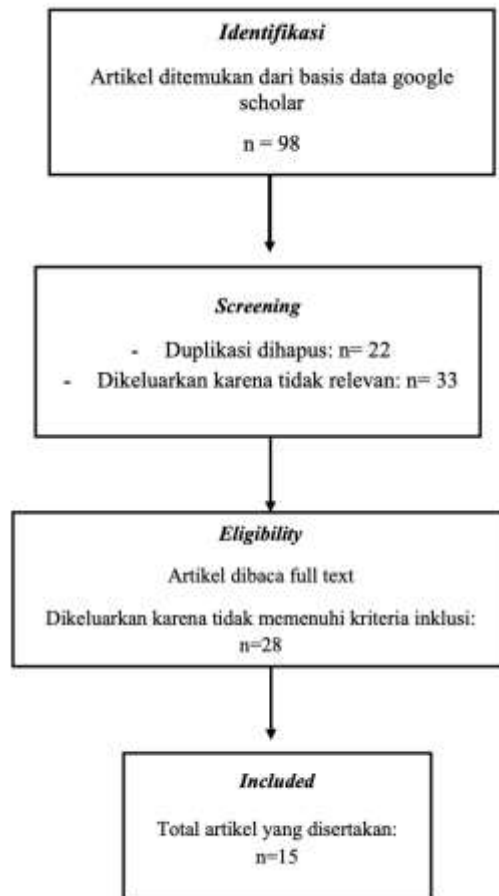 Identifikasi
Artikel ditemukan dari basis data google
scholar
n = 98
Screening
- Duplikasi dihapus: n= 22
- Dikeluarkan karena tidak relevan: n= 33
Eligibility
Artikel dibaca full text
Dikeluarkan karena tidak memenuhi kriteria inklusi:
n=28
Included
Total artikel yang disertakan:
n=15